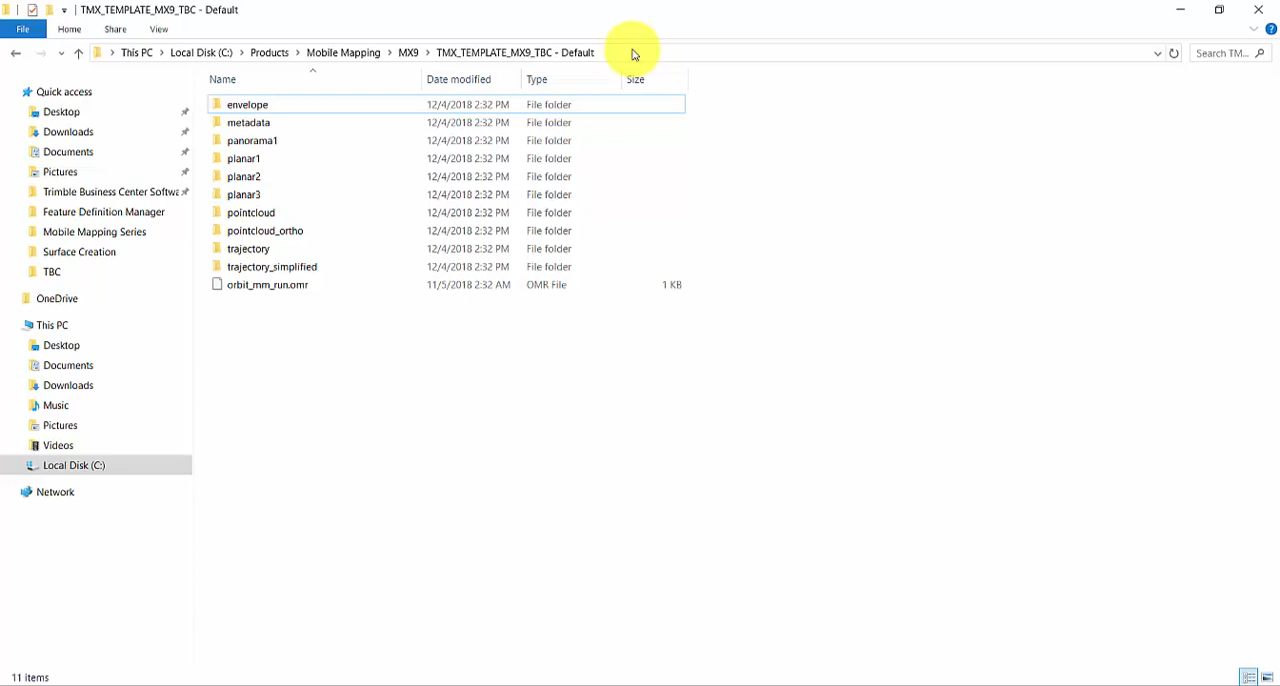 TMX_TEMPLATE_MX9_TBC - Default
File Home Share View
This PC Local Disk (C:) Products Mobile Mapping MX9 TMX_TEMPLATE_MX9_TBC - Default
Search TM...
Quick access
Desktop
Downloads
Documents
Pictures
Trimble Business Center Softwa
Feature Definition Manager
Mobile Mapping Series
Surface Creation
TBC
OneDrive
This PC
Desktop
Documents
Downloads
Music
Pictures
Videos
Local Disk (C:)
Network
Name Date modified Type Size
envelope 12/4/2018 2:32 PM File folder
metadata 12/4/2018 2:32 PM File folder
panorama1 12/4/2018 2:32 PM File folder
planar1 12/4/2018 2:32 PM File folder
planar2 12/4/2018 2:32 PM File folder
planar3 12/4/2018 2:32 PM File folder
pointcloud 12/4/2018 2:32 PM File folder
pointcloud_ortho 12/4/2018 2:32 PM File folder
trajectory 12/4/2018 2:32 PM File folder
trajectory_simplified 12/4/2018 2:32 PM File folder
orbit_mm_run.omr 11/5/2018 2:32 AM OMR File 1 KB
11 items